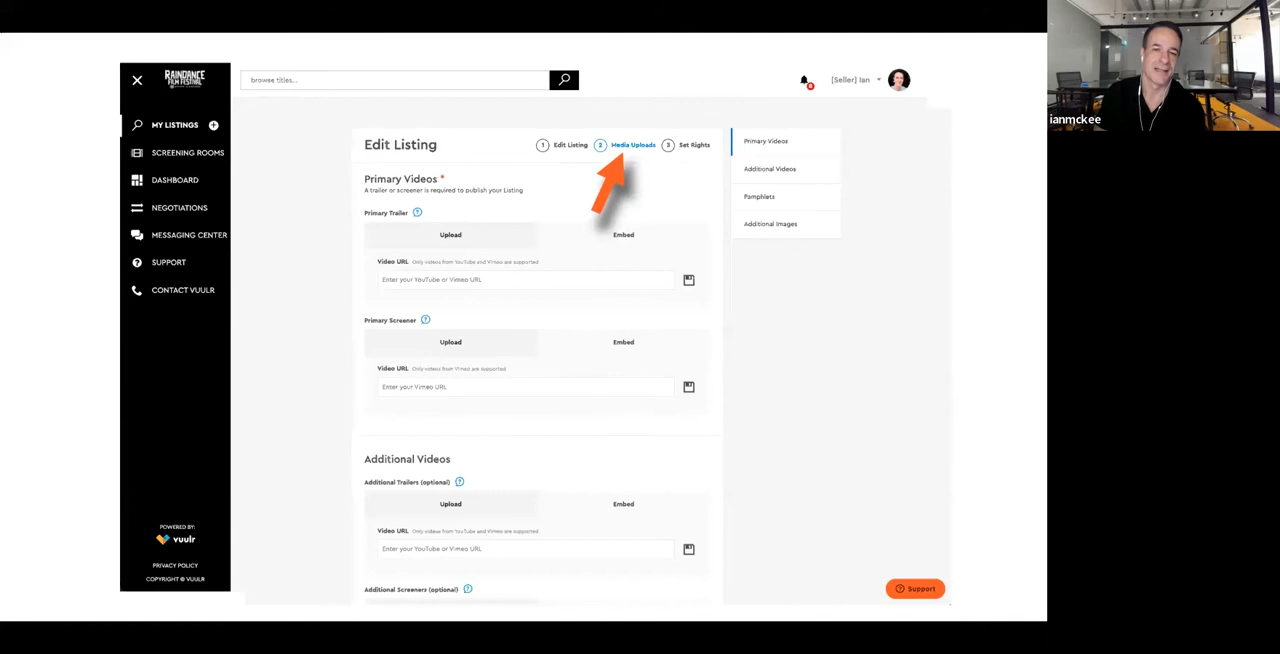 RAINDANCE
FILM FESTIVAL
browse titles...
[Seller] Ian
ianmckee
MY LISTINGS
SCREENING ROOMS
DASHBOARD
NEGOTIATIONS
MESSAGING CENTER
SUPPORT
CONTACT VUULR
POWERED BY:
vuulr
PRIVACY POLICY
COPYRIGHT © VUULR
Edit Listing
1 Edit Listing 2 Media Uploads 3 Set Rights
Primary Videos *
A trailer or screener is required to publish your Listing
Primary Trailer ?
Upload Embed
Video URL Only videos from YouTube and Vimeo are supported
Enter your YouTube or Vimeo URL
Primary Screener ?
Upload Embed
Video URL Only videos from Vimeo are supported
Enter your Vimeo URL
Additional Videos
Additional Trailers (optional) ?
Upload Embed
Video URL Only videos from YouTube and Vimeo are supported
Enter your YouTube or Vimeo URL
Additional Screeners (optional) ?
Primary Videos
Additional Videos
Pamphlets
Additional Images
? Support